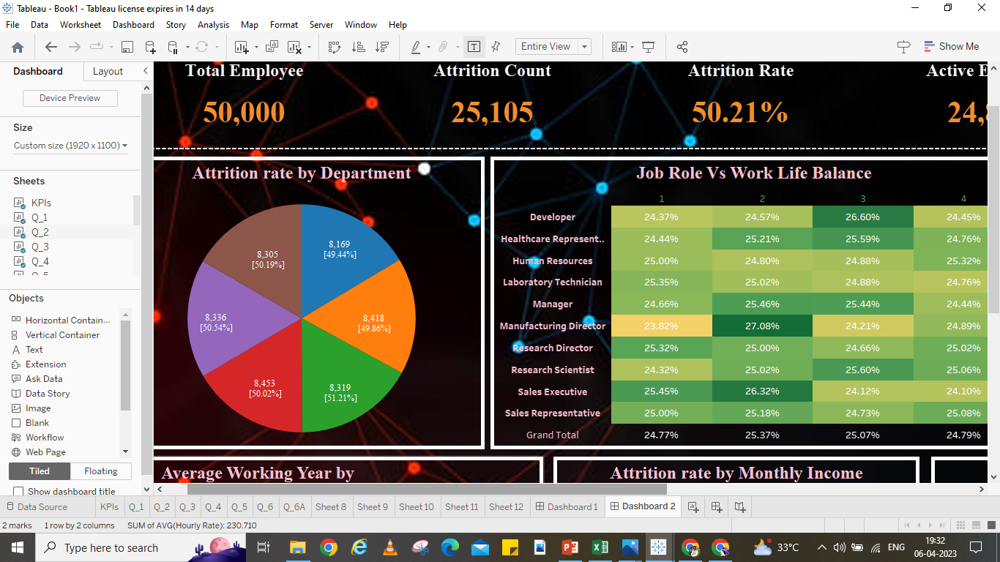 Tableau - Book1 - Tableau license expires in 14 days
File Data Worksheet Dashboard Story Analysis Map Format Server Window Help
Entire View
Show Me
Dashboard Layout
Device Preview
Size
Custom size (1920 x 1100)
Sheets
KPIs
Q_1
Q_2
Q_3
Q_4
Objects
Horizontal Contain...
Vertical Container
Text
Extension
Ask Data
Data Story
Image
Blank
Workflow
Web Page
Tiled Floating
Show dashboard title
Total Employee Attrition Count Attrition Rate Active E
50,000 25,105 50.21% 24,8
Attrition rate by Department
8,169
[49.44%]
8,418
[49.86%]
8,319
[51.21%]
8,453
[50.02%]
8,336
[50.54%]
8,305
[50.19%]
Job Role Vs Work Life Balance
1 2 3 4
Developer 24.37% 24.57% 26.60% 24.45%
Healthcare Represent.. 24.44% 25.21% 25.59% 24.76%
Human Resources 25.00% 24.80% 24.88% 25.32%
Laboratory Technician 25.35% 25.02% 24.88% 24.76%
Manager 24.66% 25.46% 25.44% 24.44%
Manufacturing Director 23.82% 27.08% 24.21% 24.89%
Research Director 25.32% 25.00% 24.66% 25.02%
Research Scientist 24.32% 25.02% 25.60% 25.06%
Sales Executive 25.45% 26.32% 24.12% 24.10%
Sales Representative 25.00% 25.18% 24.73% 25.08%
Grand Total 24.77% 25.37% 25.07% 24.79%
Average Working Year by
Attrition rate by Monthly Income
Data Source KPIs Q_1 Q_2 Q_3 Q_4 Q_5 Q_6 Q_6A Sheet 8 Sheet 9 Sheet 10 Sheet 11 Sheet 12 Dashboard 1 Dashboard 2
2 marks 1 row by 2 columns SUM of AVG(Hourly Rate): 230.710
Type here to search
33°C
ENG
19:32
06-04-2023